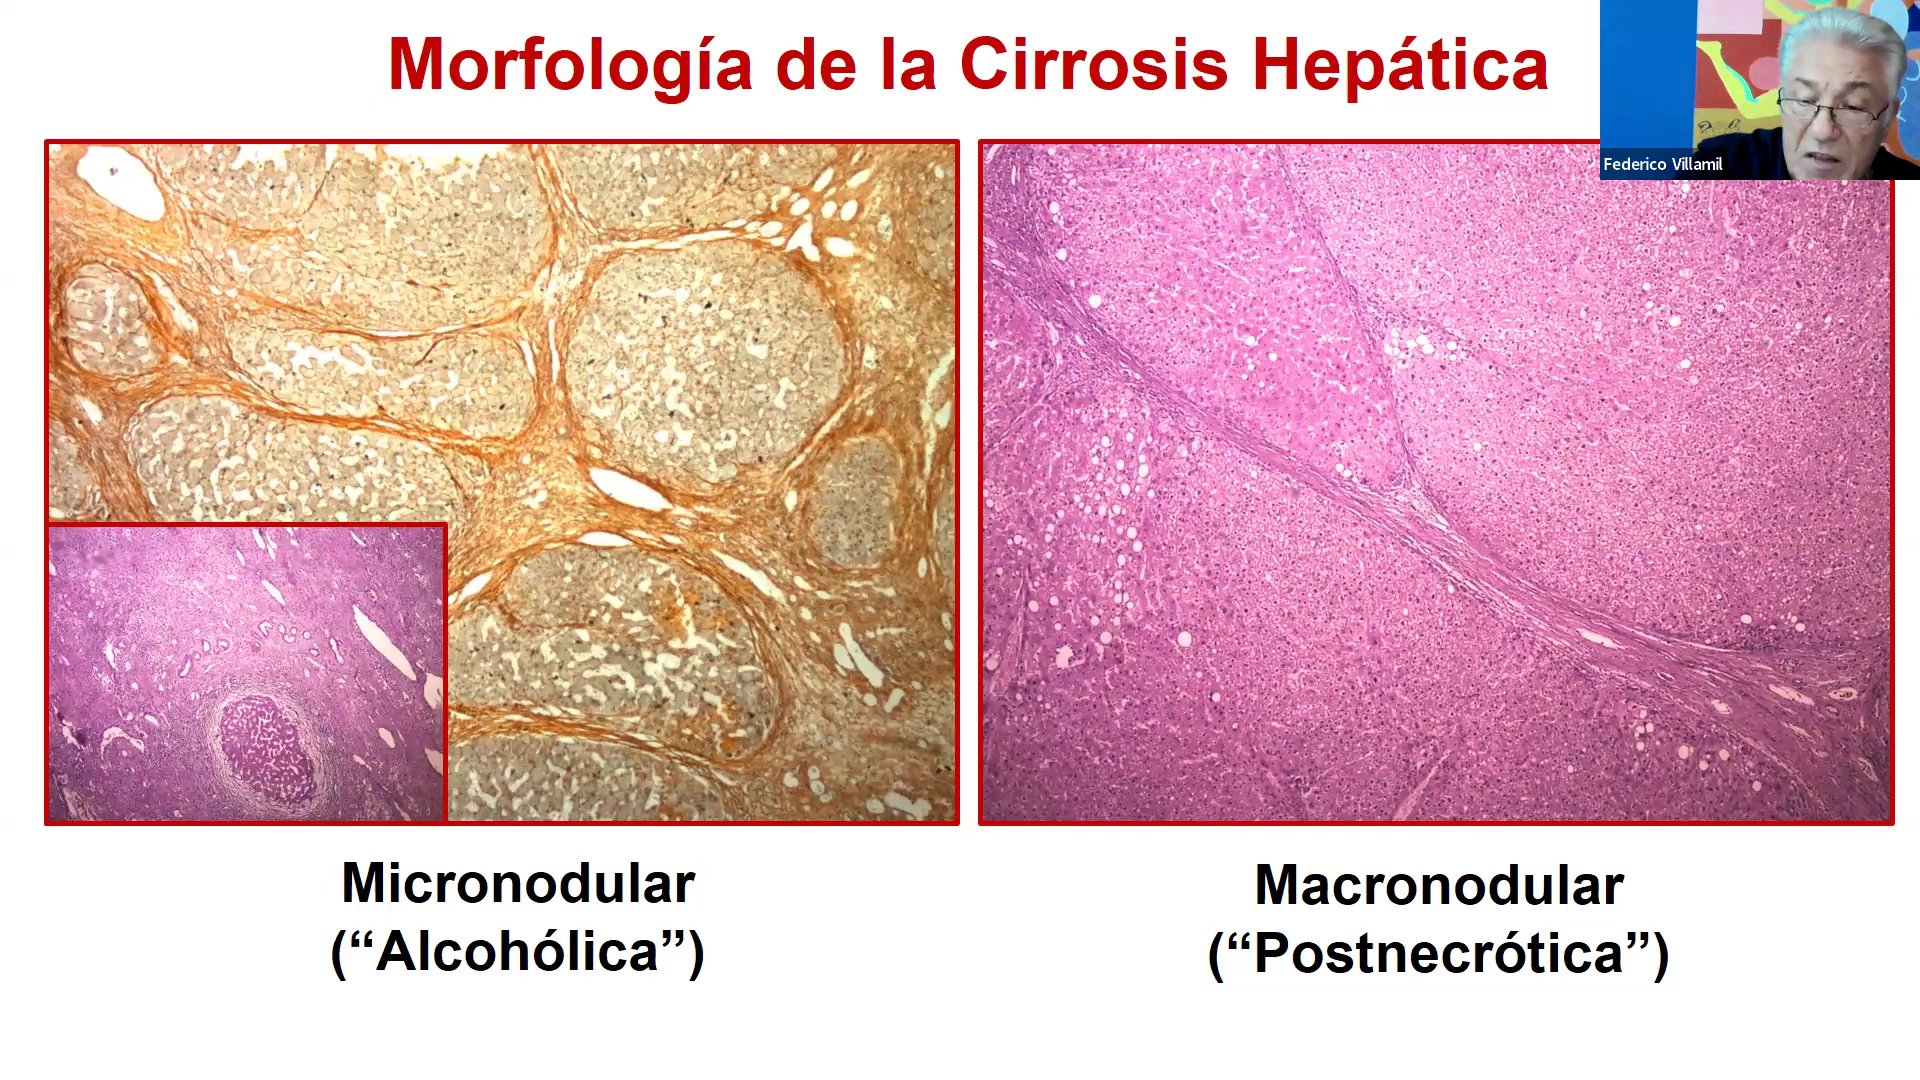 Morfología de la Cirrosis Hepática
Federico Villamil
Micronodular
(“Alcohólica”)
Macronodular
(“Postnecrótica”)